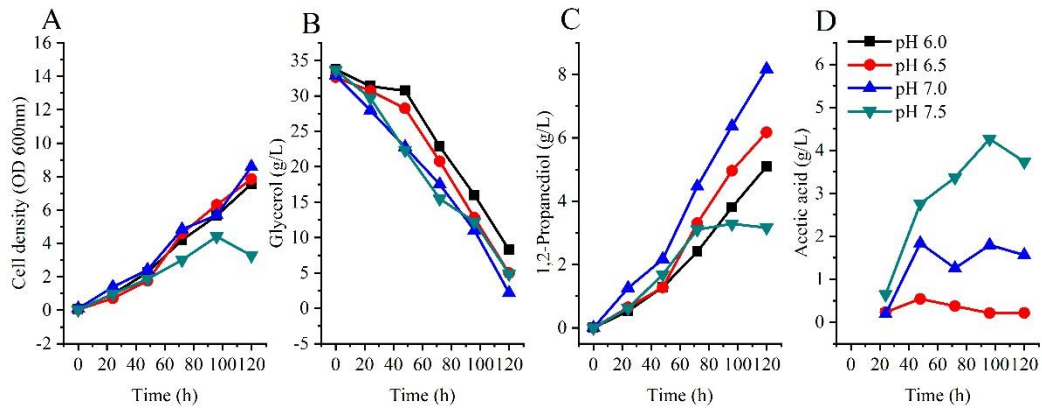 A
Cell density (OD 600nm)
16
14
12
10
8
6
4
2
0
-2
0 20 40 60 80 100 120
Time (h)
B
Glycerol (g/L)
35
30
25
20
15
10
5
0
-5
0 20 40 60 80 100 120
Time (h)
C
1,2-Propanediol (g/L)
8
6
4
2
0
0 20 40 60 80 100 120
Time (h)
D
pH 6.0
pH 6.5
pH 7.0
pH 7.5
Acetic acid (g/L)
6
5
4
3
2
1
0
0 20 40 60 80 100 120
Time (h)